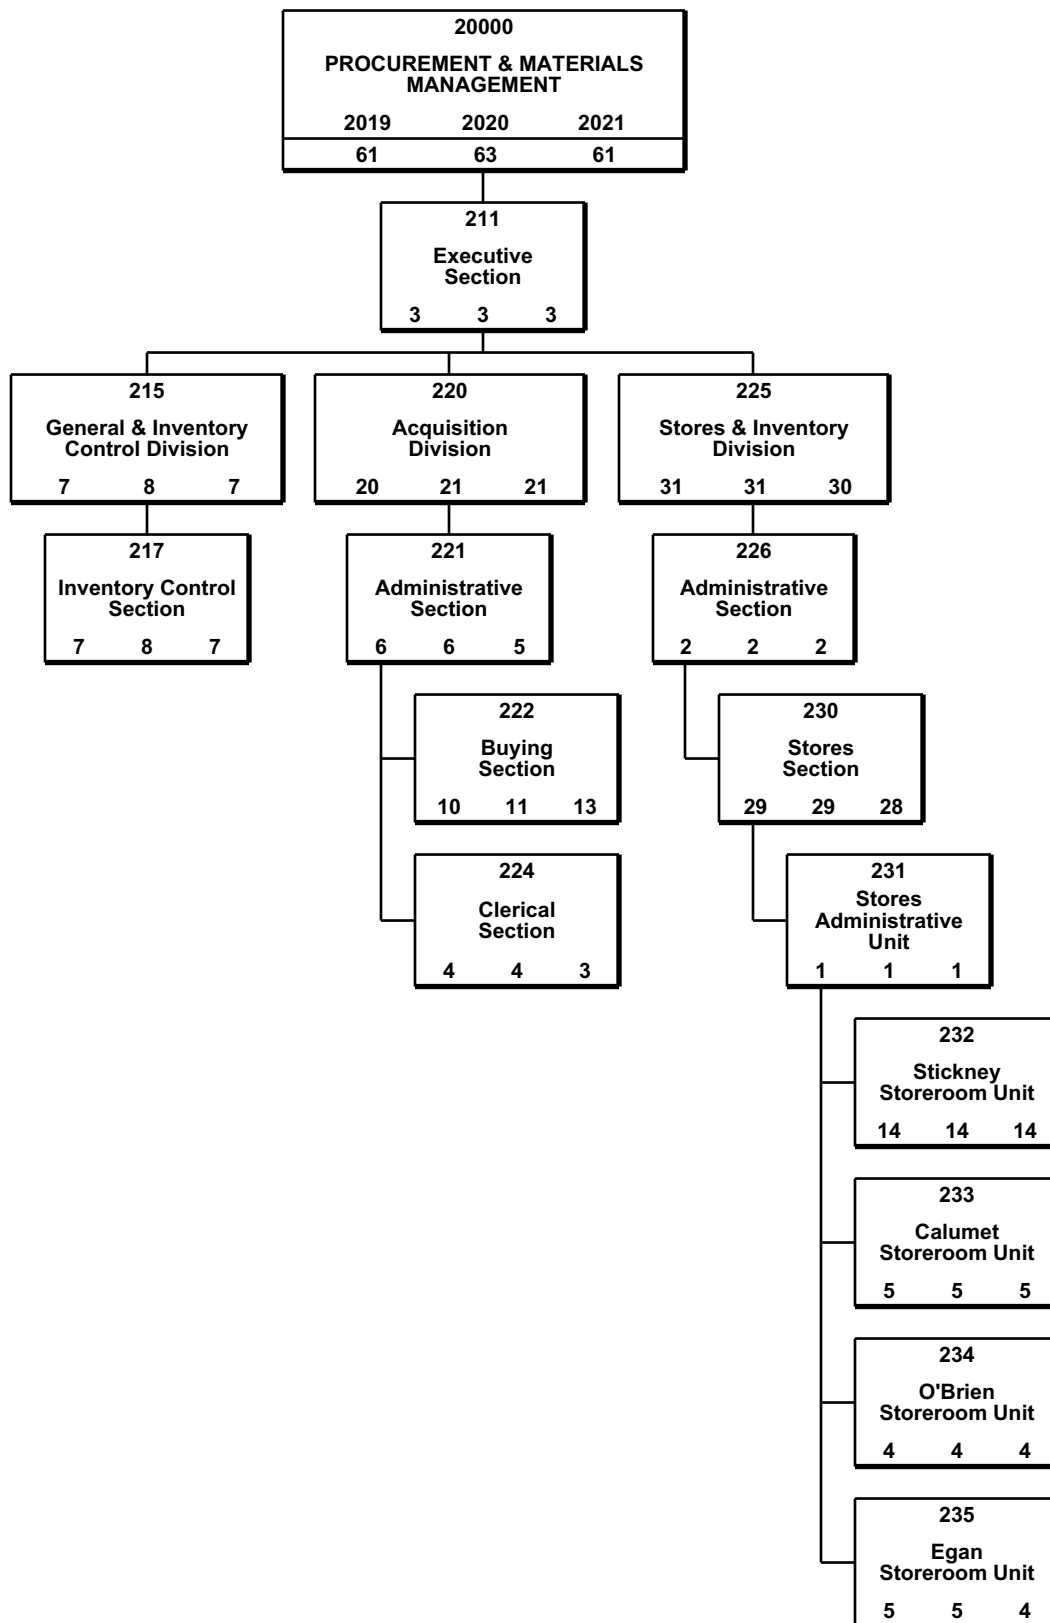 20000
PROCUREMENT & MATERIALS
MANAGEMENT
2019 2020 2021
61 63 61
211
Executive
Section
3 3 3
215
General & Inventory
Control Division
7 8 7
220
Acquisition
Division
20 21 21
225
Stores & Inventory
Division
31 31 30
217
Inventory Control
Section
7 8 7
221
Administrative
Section
6 6 5
226
Administrative
Section
2 2 2
222
Buying
Section
10 11 13
230
Stores
Section
29 29 28
224
Clerical
Section
4 4 3
231
Stores
Administrative
Unit
1 1 1
232
Stickney
Storeroom Unit
14 14 14
233
Calumet
Storeroom Unit
5 5 5
234
O'Brien
Storeroom Unit
4 4 4
235
Egan
Storeroom Unit
5 5 4